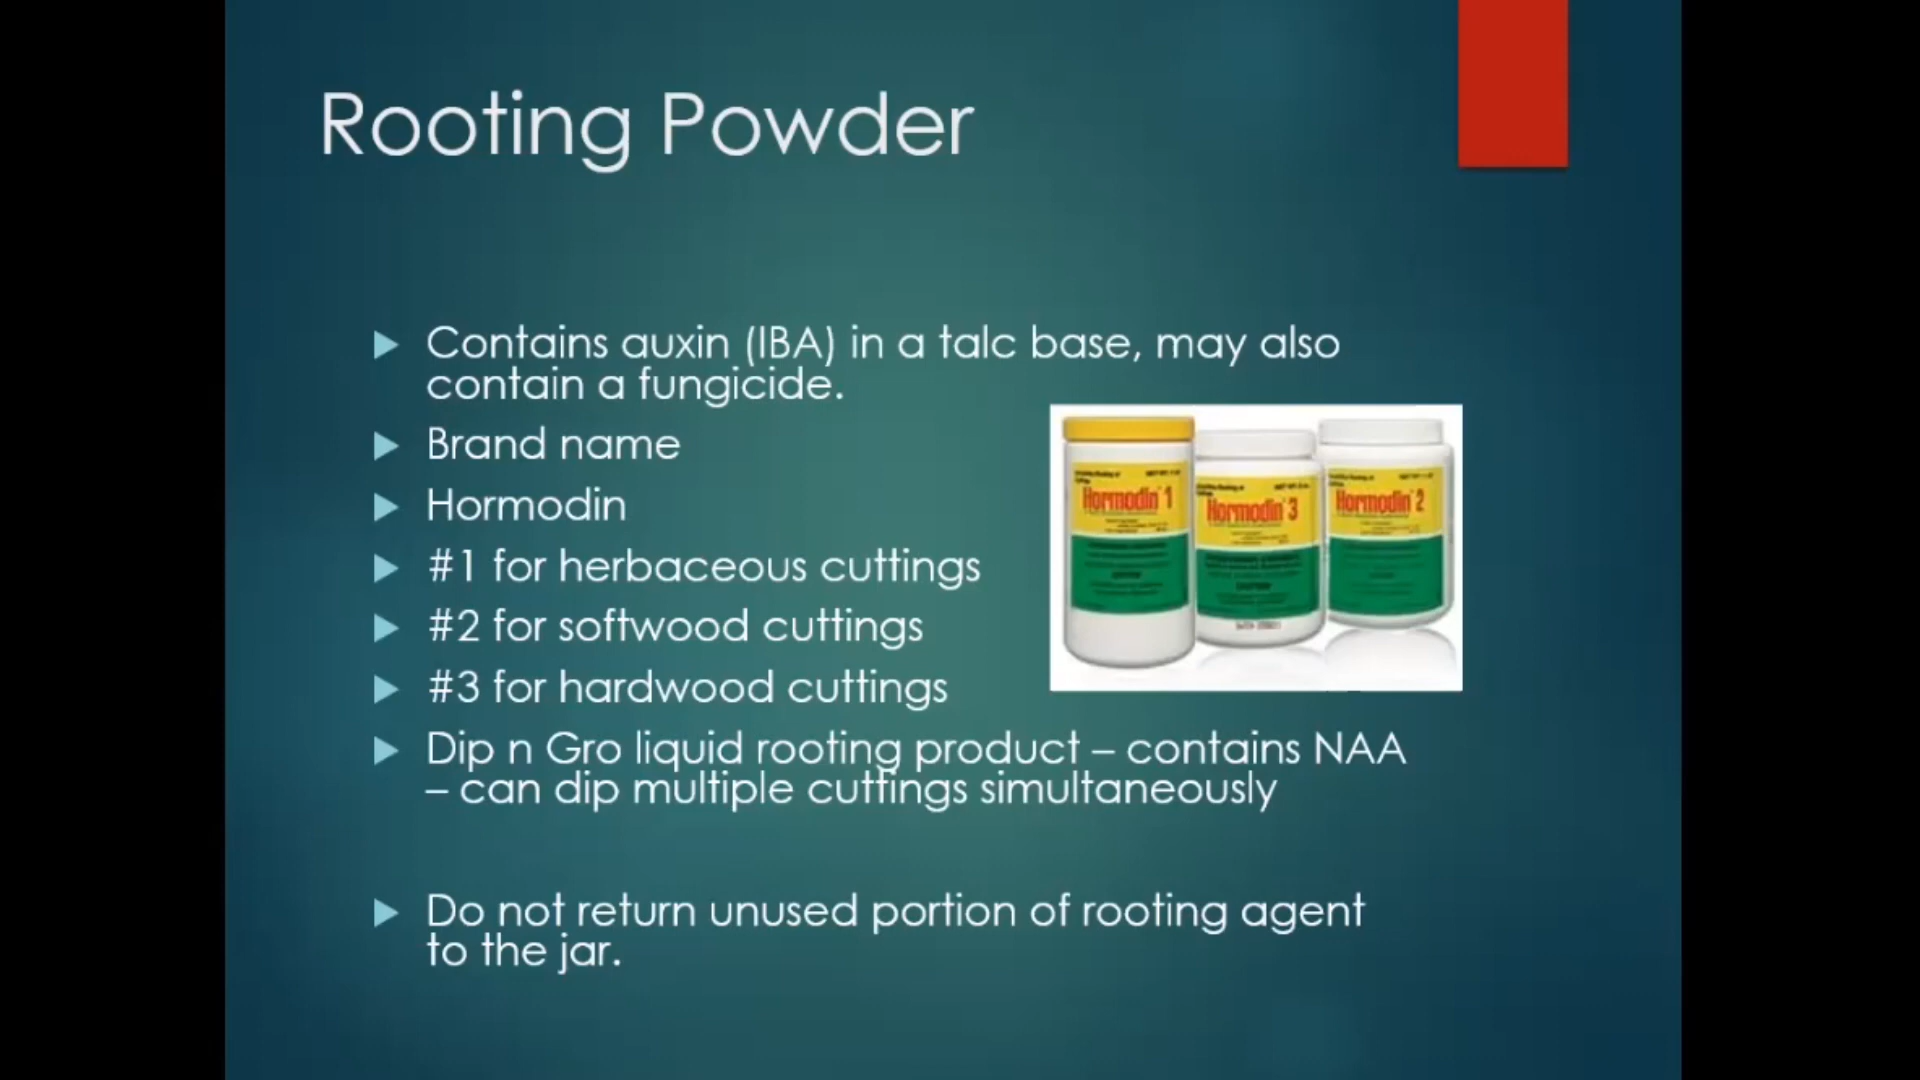 Rooting Powder
Contains auxin (IBA) in a talc base, may also
contain a fungicide.
Brand name
Hormodin
#1 for herbaceous cuttings
#2 for softwood cuttings
#3 for hardwood cuttings
Dip n Gro liquid rooting product – contains NAA
– can dip multiple cuttings simultaneously
Do not return unused portion of rooting agent
to the jar.
Hormodin 1
Hormodin 3
Hormodin 2